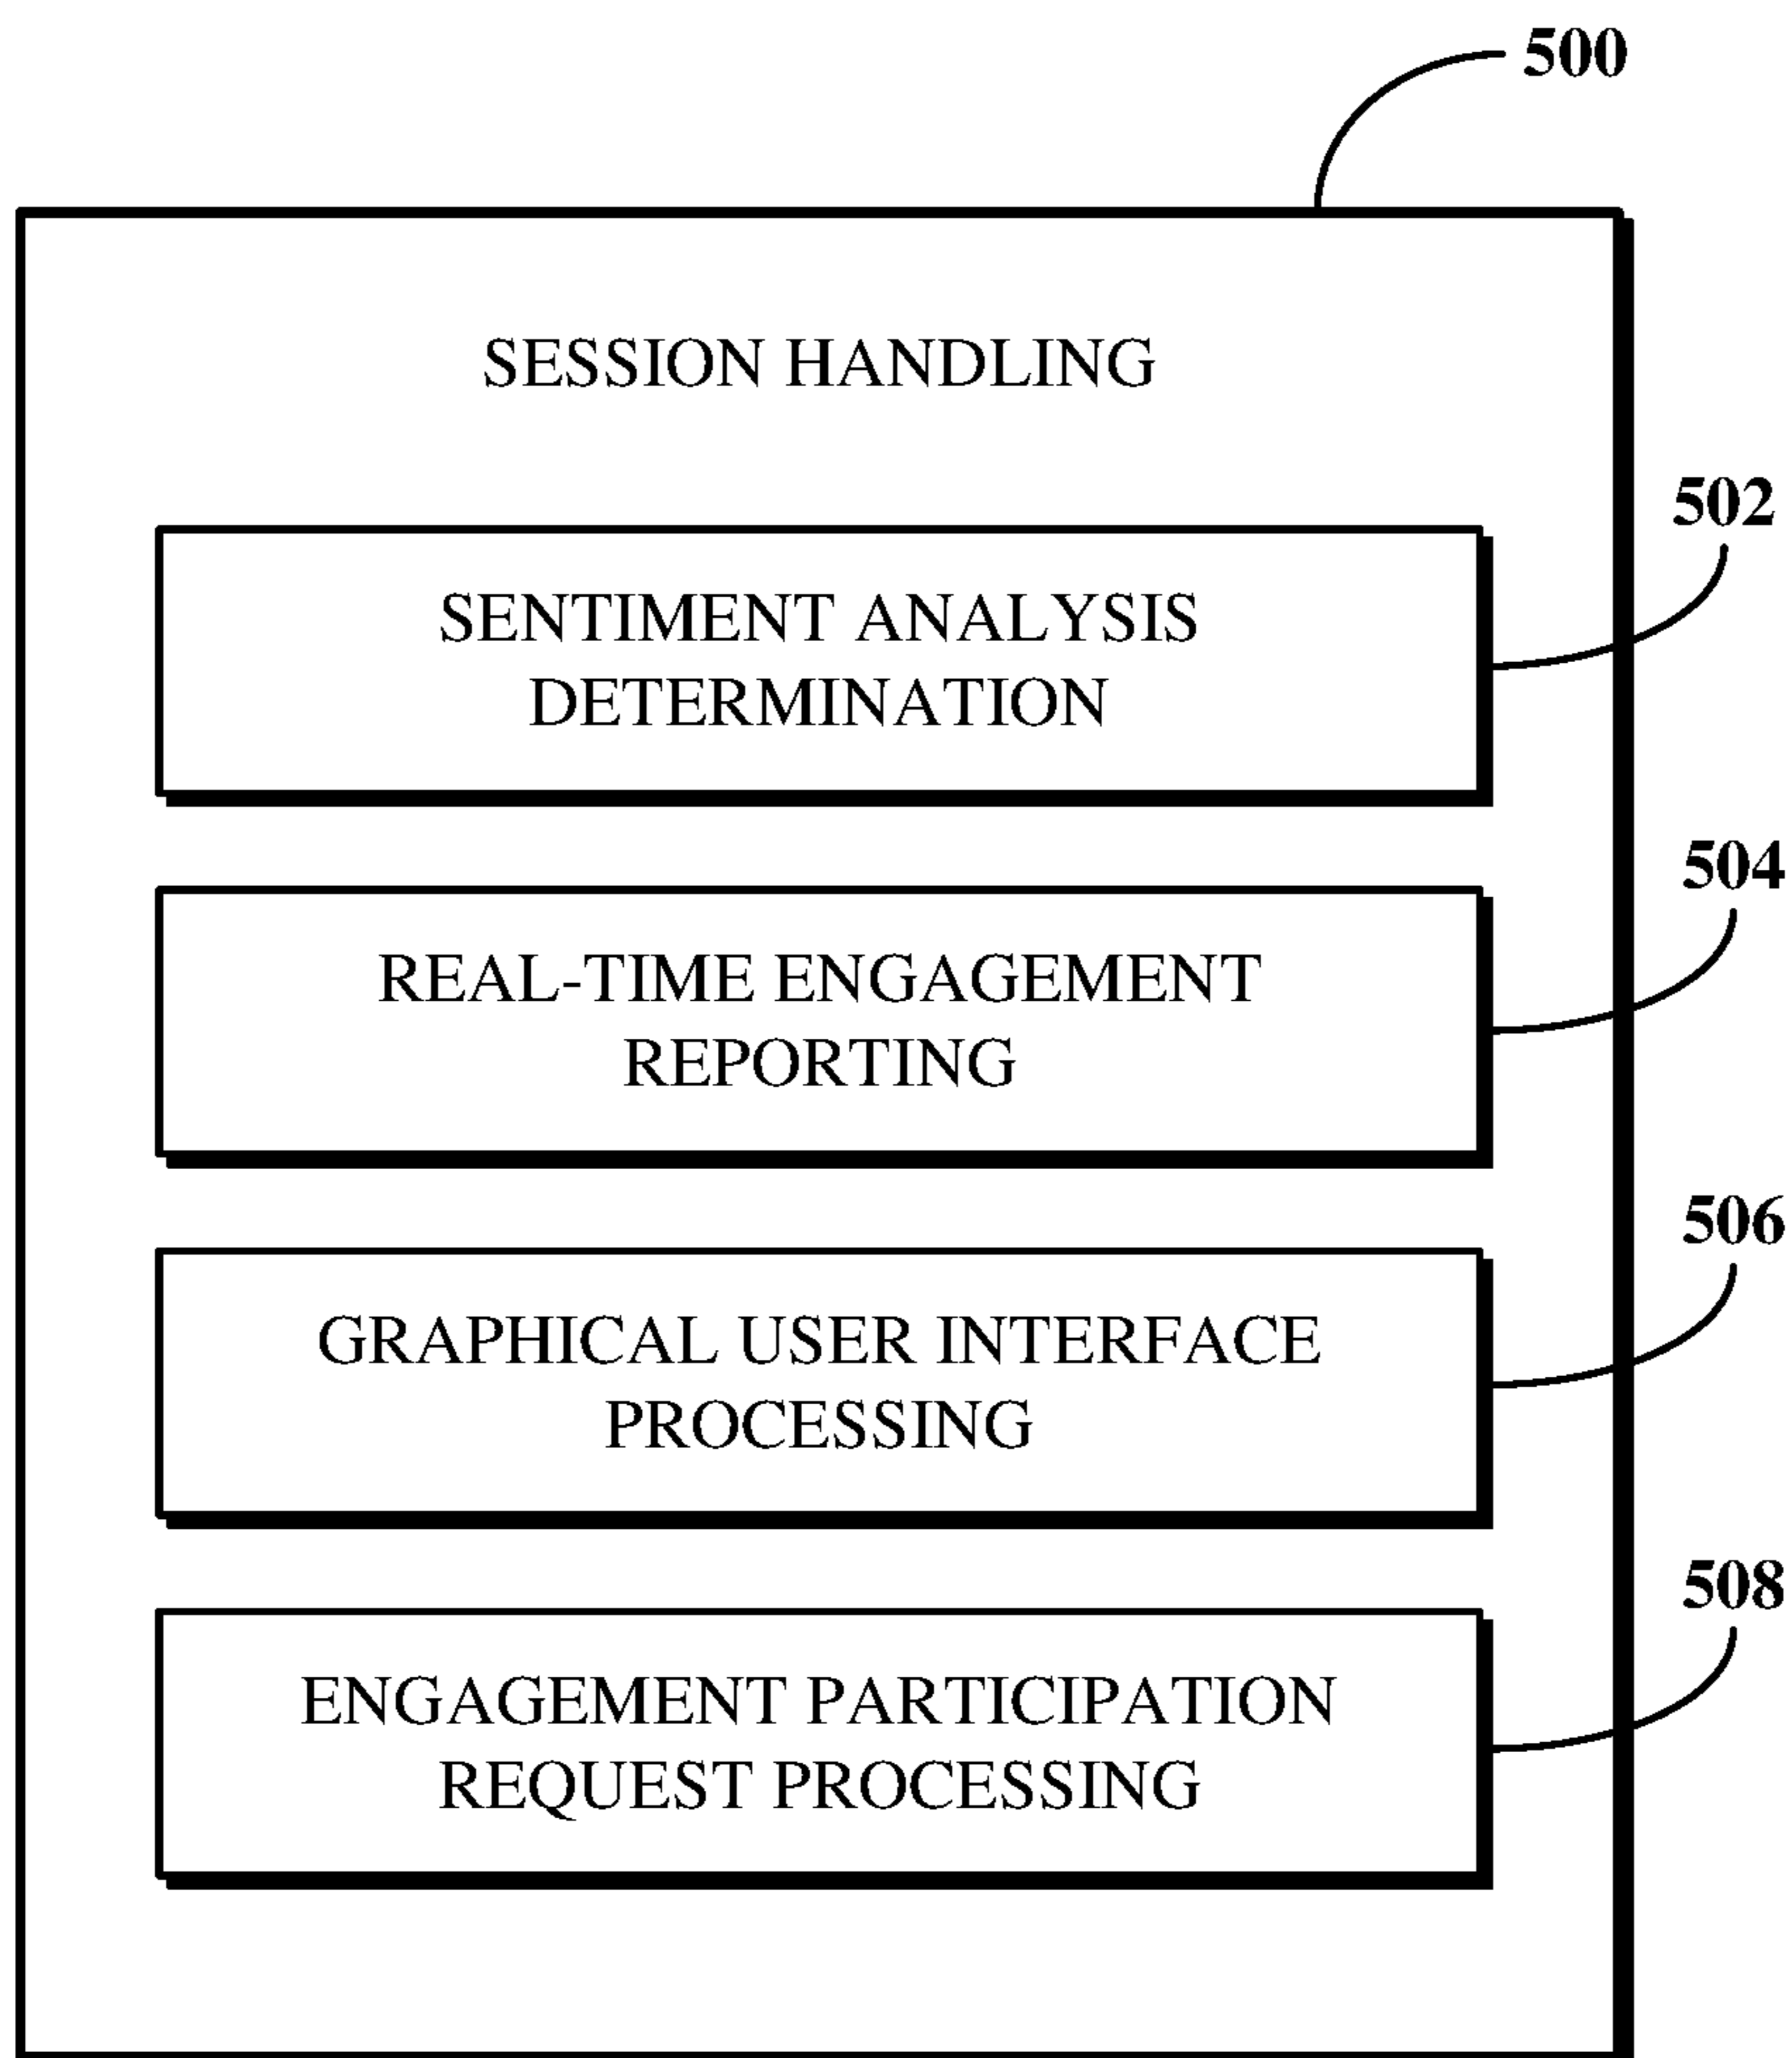 500
SESSION HANDLING
502
SENTIMENT ANALYSIS
DETERMINATION
504
REAL-TIME ENGAGEMENT
REPORTING
506
GRAPHICAL USER INTERFACE
PROCESSING
508
ENGAGEMENT PARTICIPATION
REQUEST PROCESSING